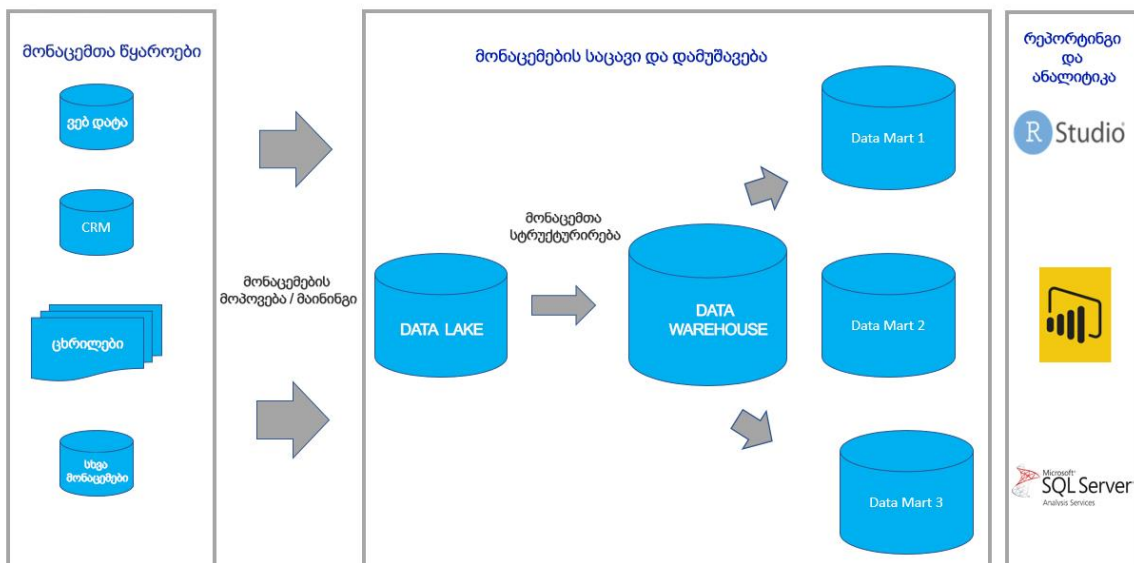 მონაცემთა წყაროები
ვებ დატა
CRM
ცხრილები
სხვა
მონაცემები
მონაცემების
მოპოვება / მაინინგი
მონაცემების საცავი და დამუშავება
DATA LAKE
მონაცემთა
სტრუქტურირება
DATA
WAREHOUSE
Data Mart 1
Data Mart 2
Data Mart 3
რეპორტინგი
და
ანალიტიკა
R Studio
Microsoft
SQL Server
Analysis Services